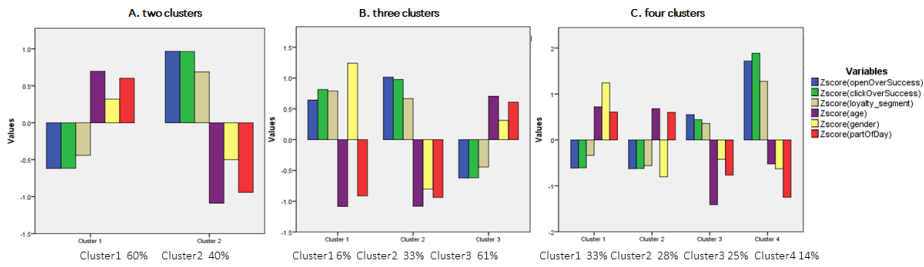 A. two clusters
1.0
0.5
0.0
-0.5
-1.0
-1.5
Values
Cluster 1 Cluster 2
Cluster1 60% Cluster2 40%
B. three clusters
1.5
1.0
0.5
0.0
-0.5
-1.0
-1.5
Values
Cluster 1 Cluster 2 Cluster 3
Cluster1 6% Cluster2 33% Cluster3 61%
C. four clusters
2
1
0
-1
-2
Values
Cluster 1 Cluster 2 Cluster 3 Cluster 4
Cluster1 33% Cluster2 28% Cluster3 25% Cluster4 14%
Variables
Zscore(openOverSuccess)
Zscore(clickOverSuccess)
Zscore(loyalty_segment)
Zscore(age)
Zscore(gender)
Zscore(partOfDay)